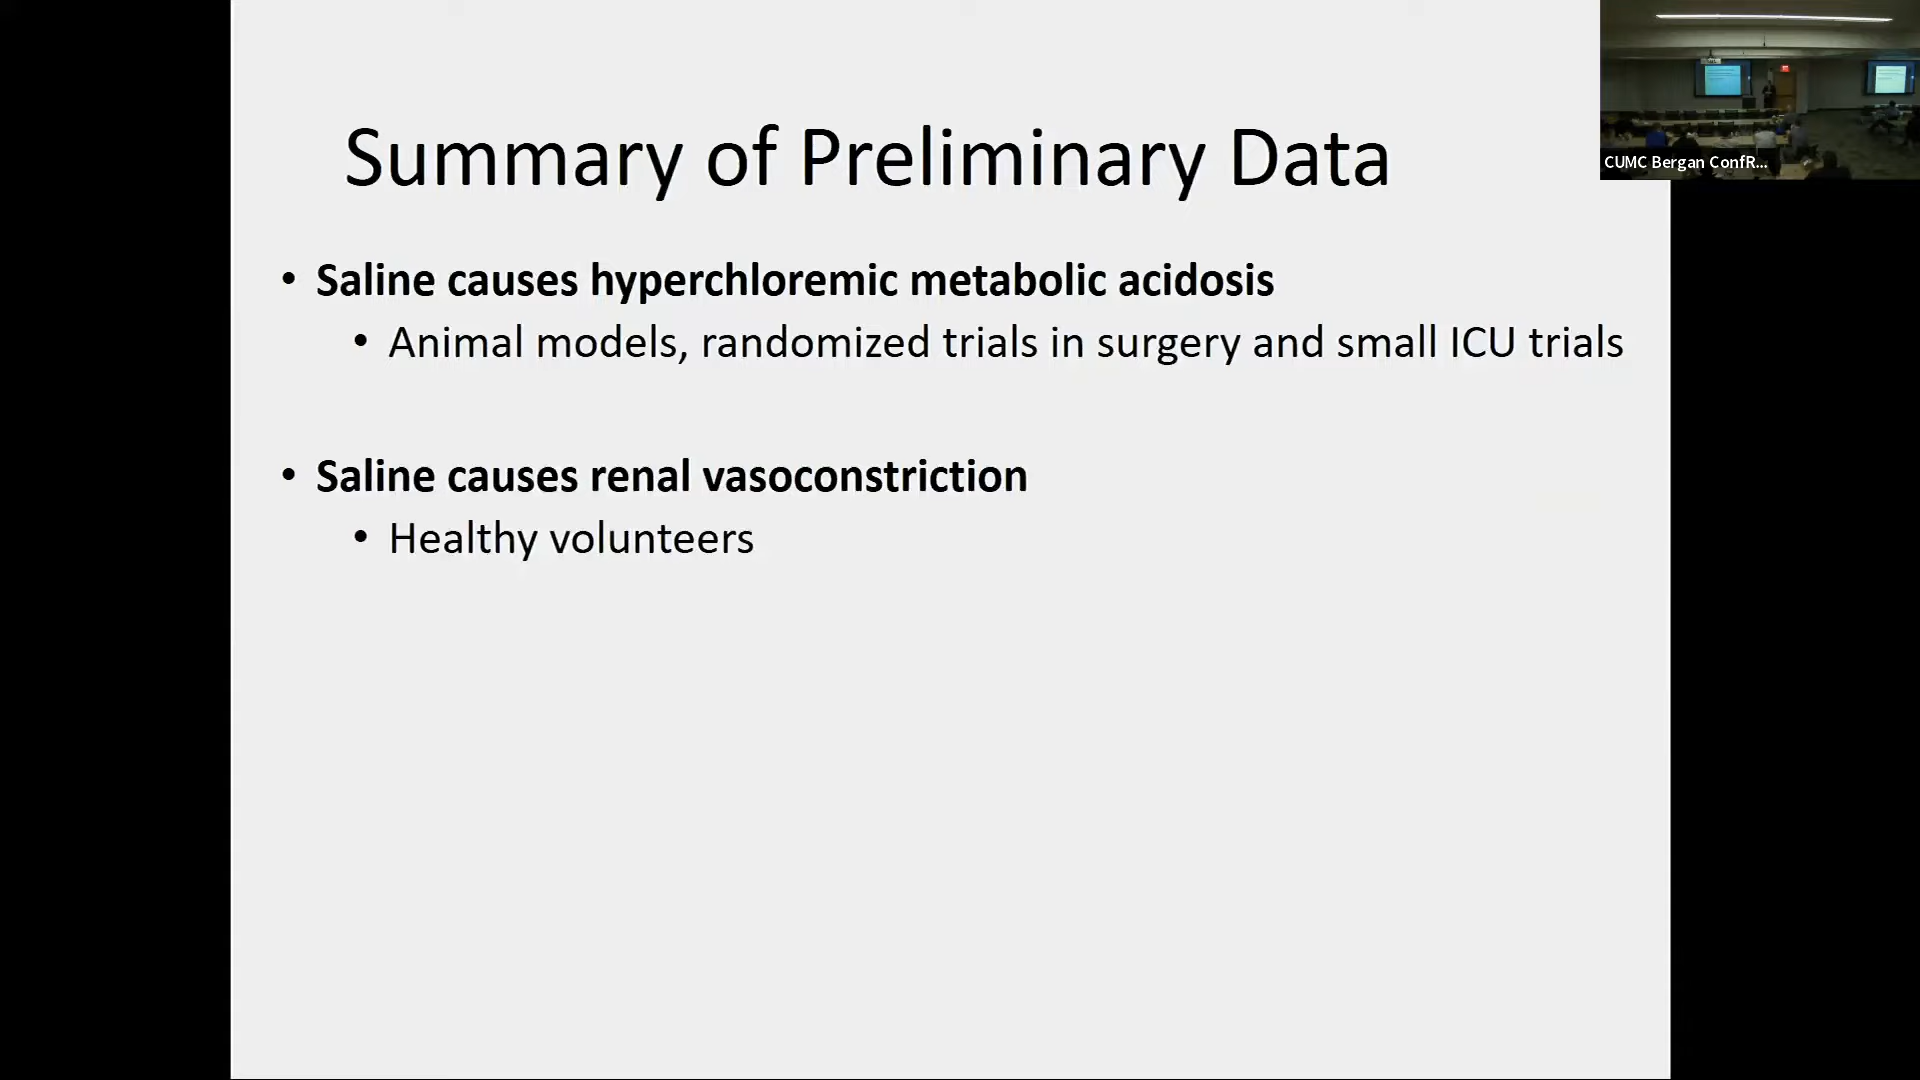 Summary of Preliminary Data
• Saline causes hyperchloremic metabolic acidosis
• Animal models, randomized trials in surgery and small ICU trials
• Saline causes renal vasoconstriction
• Healthy volunteers
CUMC Bergan ConfR...